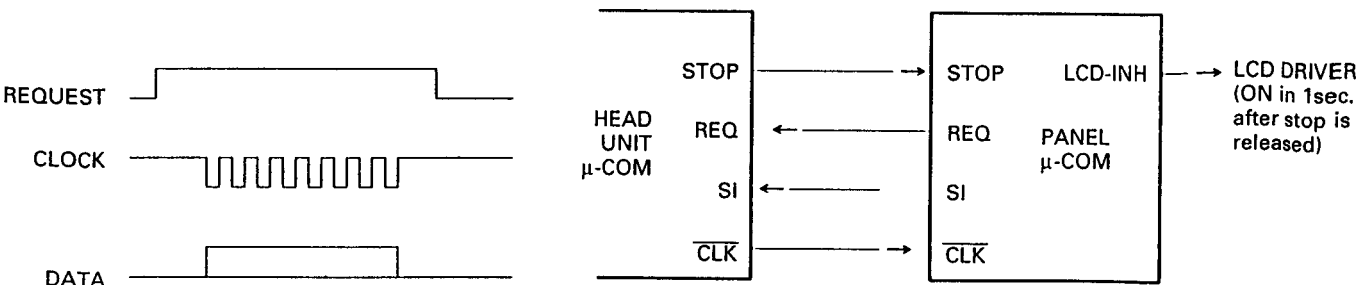 REQUEST
CLOCK
DATA
HEAD
UNIT
μ-COM
STOP
REQ
SI
CLK
STOP
REQ
SI
CLK
LCD-INH
PANEL
μ-COM
LCD DRIVER
(ON in 1sec.
after stop is
released)